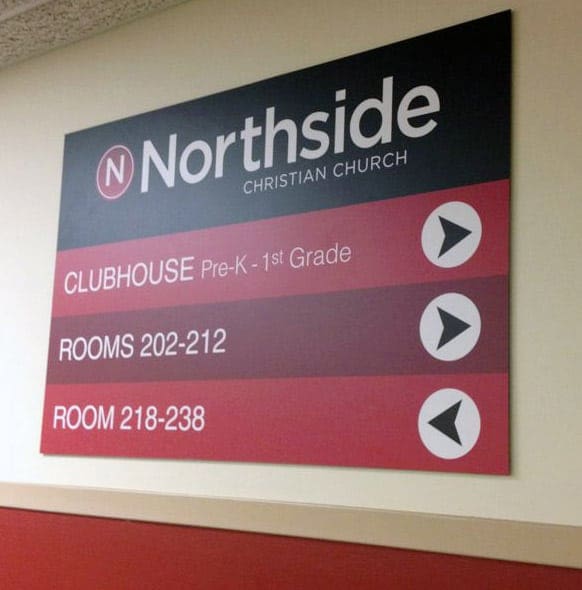 N Northside
CHRISTIAN CHURCH
CLUBHOUSE Pre-K - 1st Grade
ROOMS 202-212
ROOM 218-238